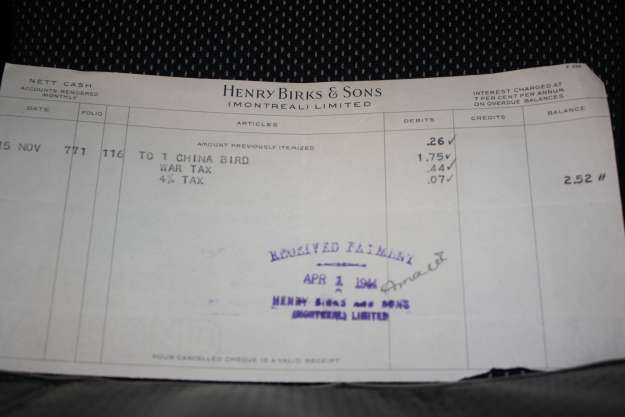 NETT CASH
ACCOUNTS RENDERED
MONTHLY
HENRY BIRKS & SONS
(MONTREAL) LIMITED
INTEREST CHARGED AT
7 PER CENT PER ANNUM
ON OVERDUE BALANCES
DATE FOLIO ARTICLES DEBITS CREDITS BALANCE
AMOUNT PREVIOUSLY ITEMIZED .26 ✓
15 NOV 771 116 TO 1 CHINA BIRD 1.75 ✓
WAR TAX .44 ✓
4% TAX .07 ✓ 2.52 #
RECEIVED PAYMENT
APR 1 1944
HENRY BIRKS AND SONS
(MONTREAL) LIMITED
YOUR CANCELLED CHEQUE IS A VALID RECEIPT